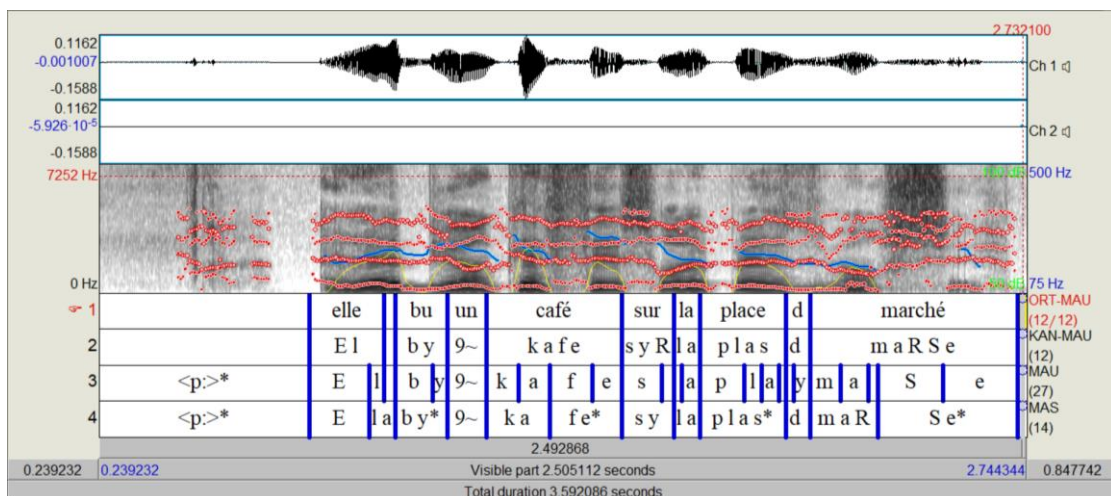 2.732100
0.1162
-0.001007
-0.1588
Ch 1
0.1162
-5.926·10⁻⁵
-0.1588
Ch 2
7252 Hz
500 Hz
0 Hz
75 Hz
1 elle bu un café sur la place d marché ORT-MAU (12/12)
2 E l b y 9~ k a f e s y R l a p l a s d m a R S e KAN-MAU (12)
3 <p:>* E l b y 9~ k a f e s a p l a y m a S e MAU (27)
4 <p:>* E l a b y* 9~ k a f e* s y l a p l a s* d m a R S e* MAS (14)
2.492868
0.239232 0.239232 Visible part 2.505112 seconds 2.744344 0.847742
Total duration 3.592086 seconds